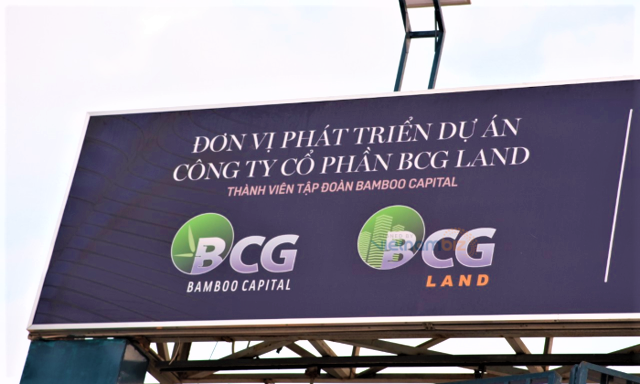 ĐƠN VỊ PHÁT TRIỂN DỰ ÁN
CÔNG TY CỔ PHẦN BCG LAND
THÀNH VIÊN TẬP ĐOÀN BAMBOO CAPITAL
BCG
BAMBOO CAPITAL
BCG
LAND